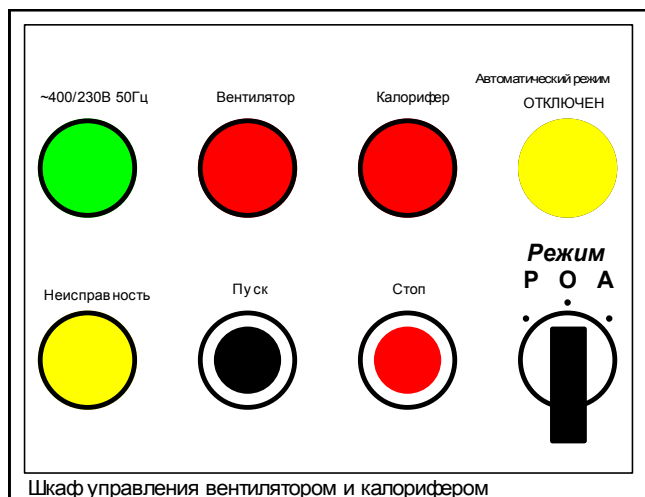 ~400/230В 50Гц
Вентилятор
Калорифер
Автоматический режим
ОТКЛЮЧЕН
Неисправность
Пуск
Стоп
Режим
Р О А
Шкаф управления вентилятором и калорифером